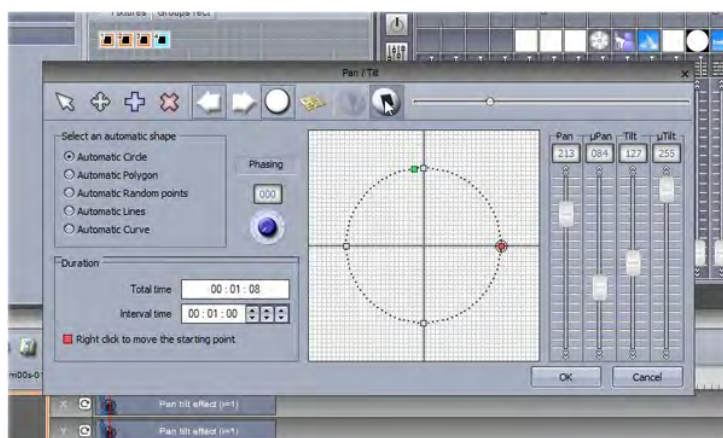 Fixtures Groups rect
Pan / Tilt
Select an automatic shape
Automatic Circle
Automatic Polygon
Automatic Random points
Automatic Lines
Automatic Curve
Phasing
000
Pan µPan Tilt µTilt
213 084 127 255
Duration
Total time 00 : 01 : 08
Interval time 00 : 01 : 00
Right click to move the starting point
OK Cancel
m00s-01
X Pan tilt effect (i=1)
Y Pan tilt effect (i=1)